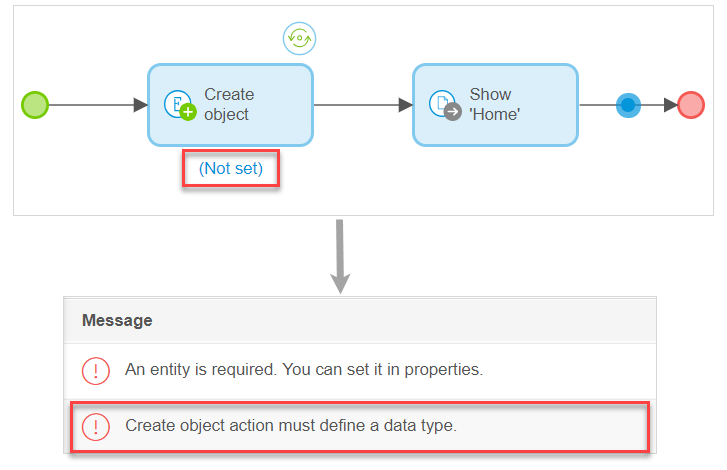 Create
object
Show
'Home'
(Not set)
Message
An entity is required. You can set it in properties.
Create object action must define a data type.